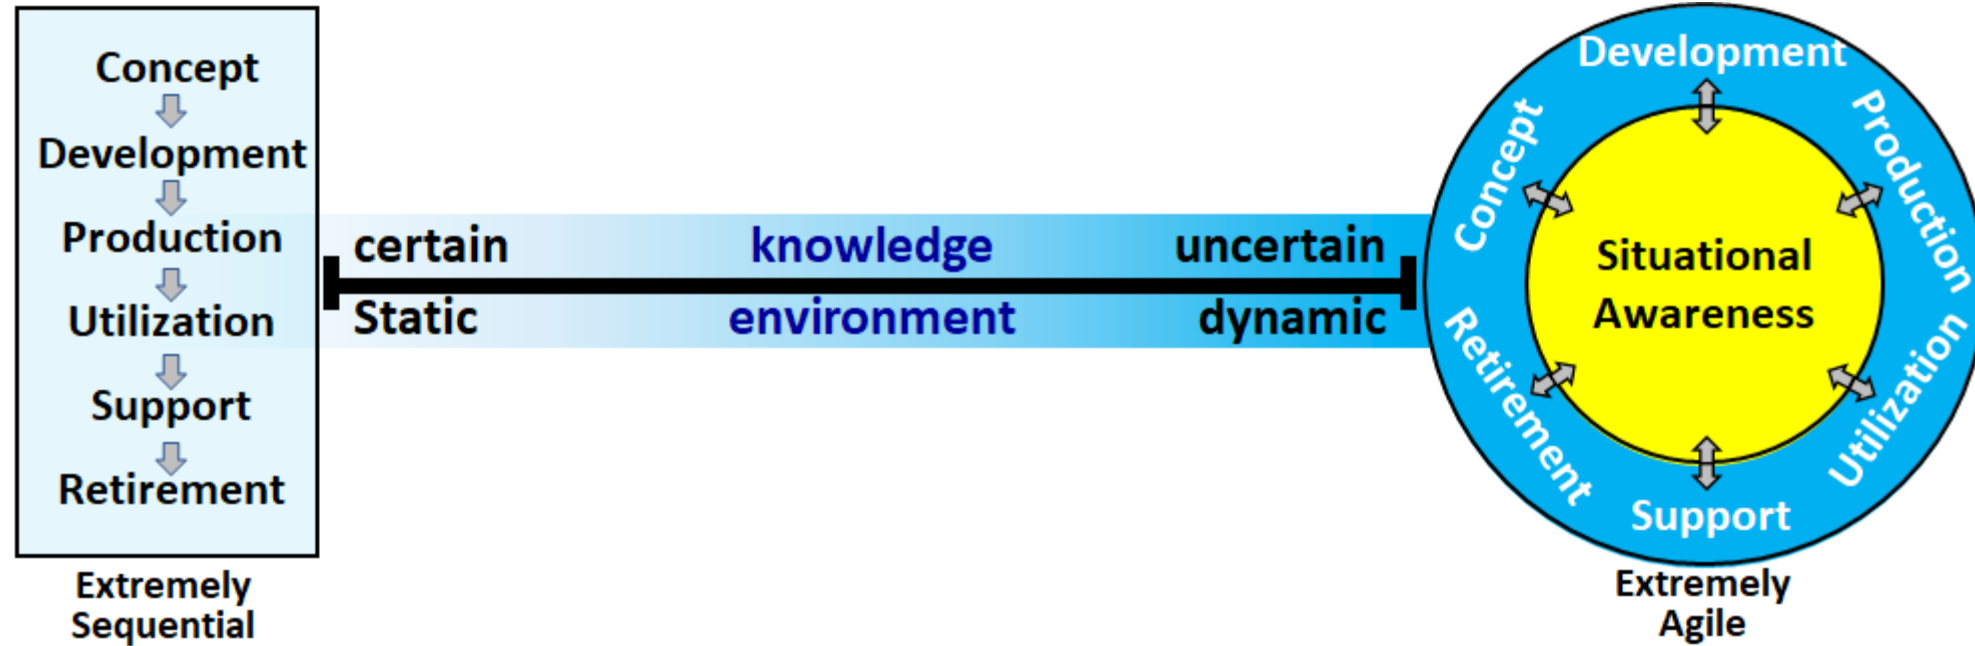 Concept
Development
Production
Utilization
Support
Retirement
Extremely
Sequential
certain knowledge uncertain
Static environment dynamic
Development
Production
Utilization
Support
Retirement
Concept
Situational
Awareness
Extremely
Agile